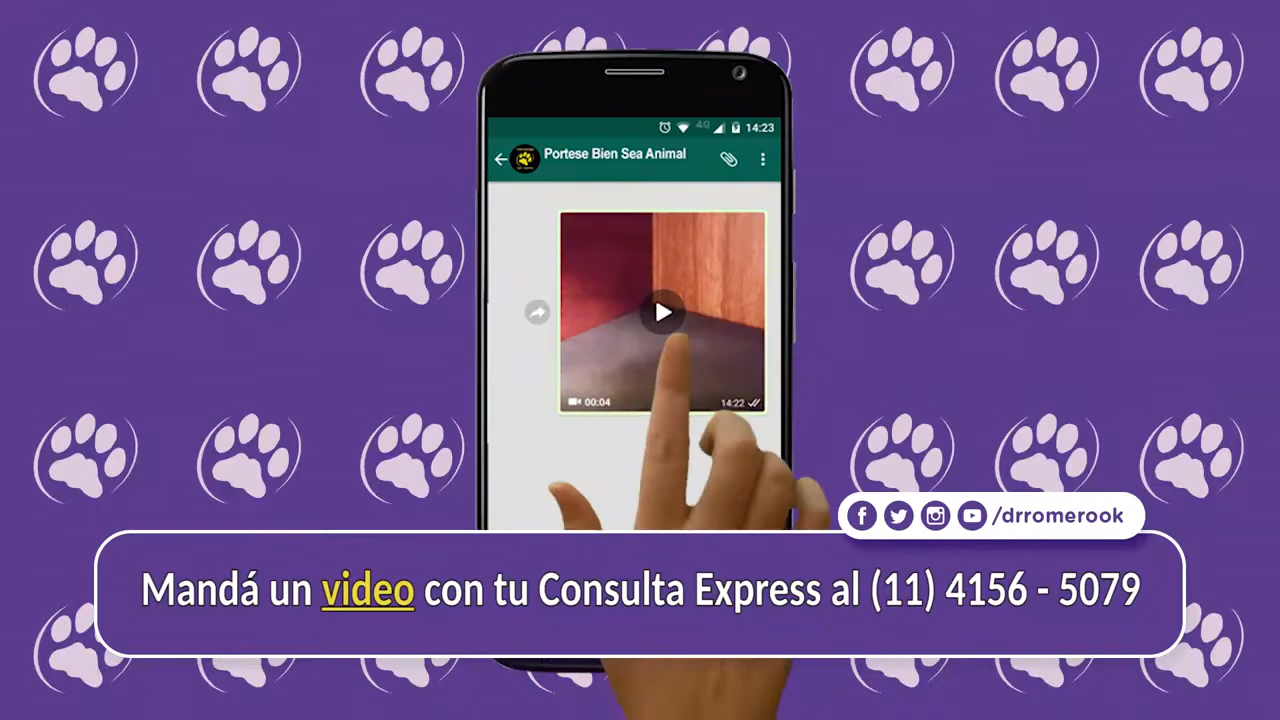 4G 14:23
Portese Bien Sea Animal
00:04 14:22
/drromerook
Mandá un video con tu Consulta Express al (11) 4156 - 5079